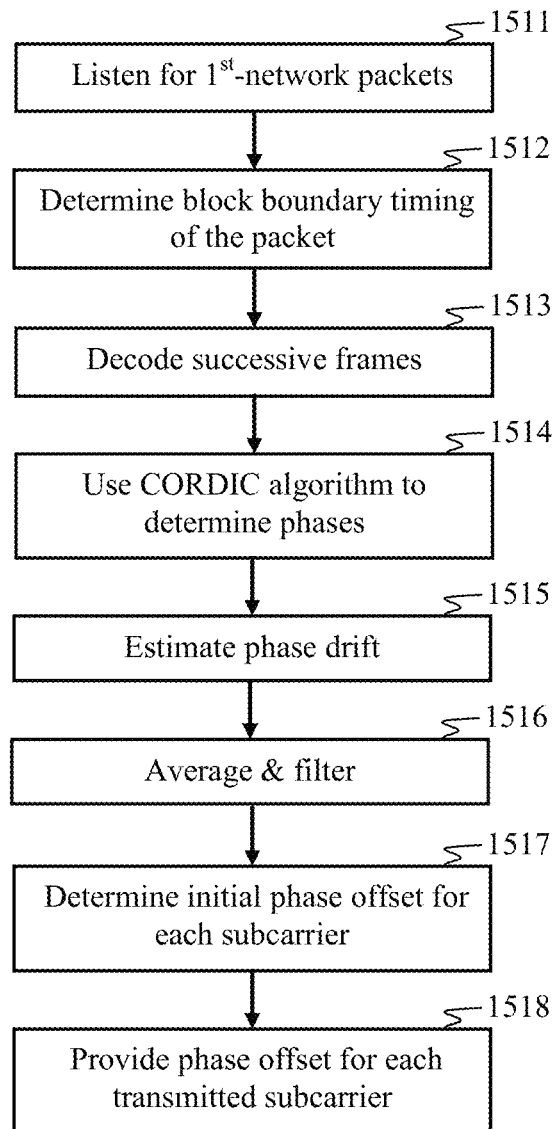 1511
Listen for 1st-network packets
1512
Determine block boundary timing
of the packet
1513
Decode successive frames
1514
Use CORDIC algorithm to
determine phases
1515
Estimate phase drift
1516
Average & filter
1517
Determine initial phase offset for
each subcarrier
1518
Provide phase offset for each
transmitted subcarrier